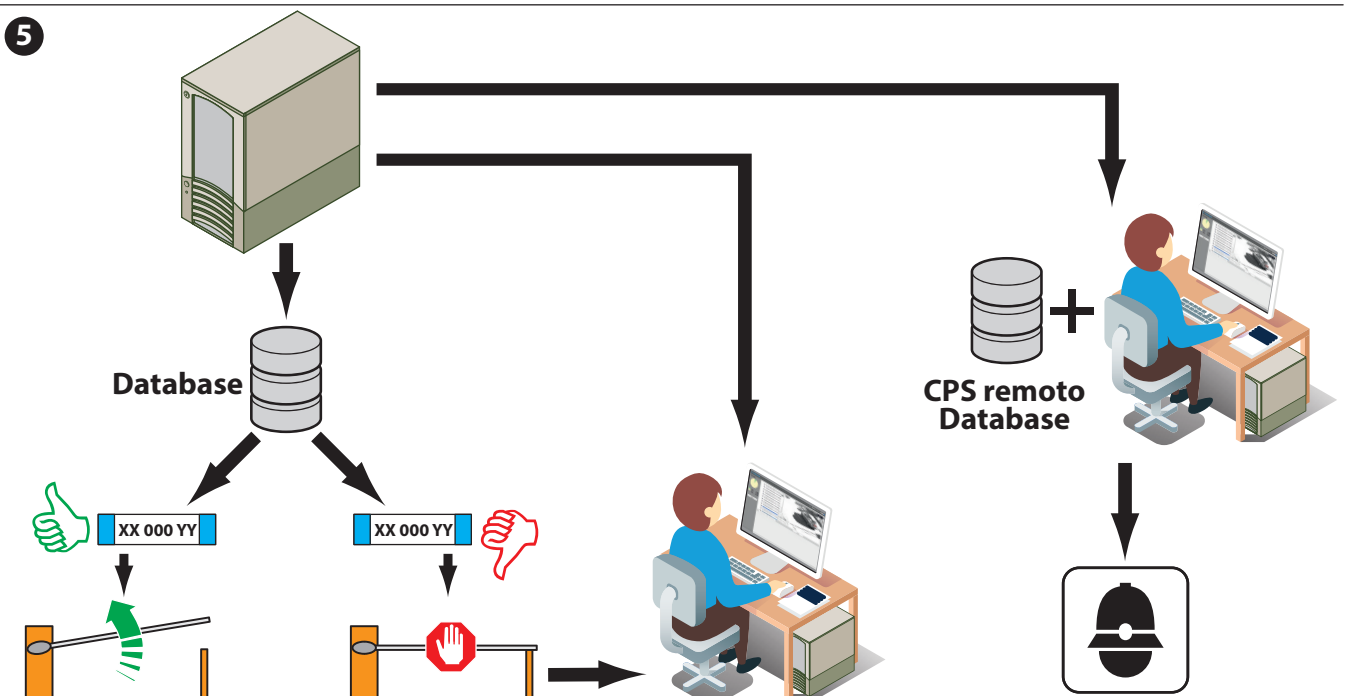 5
Database
CPS remoto
Database
XX 000 YY
XX 000 YY